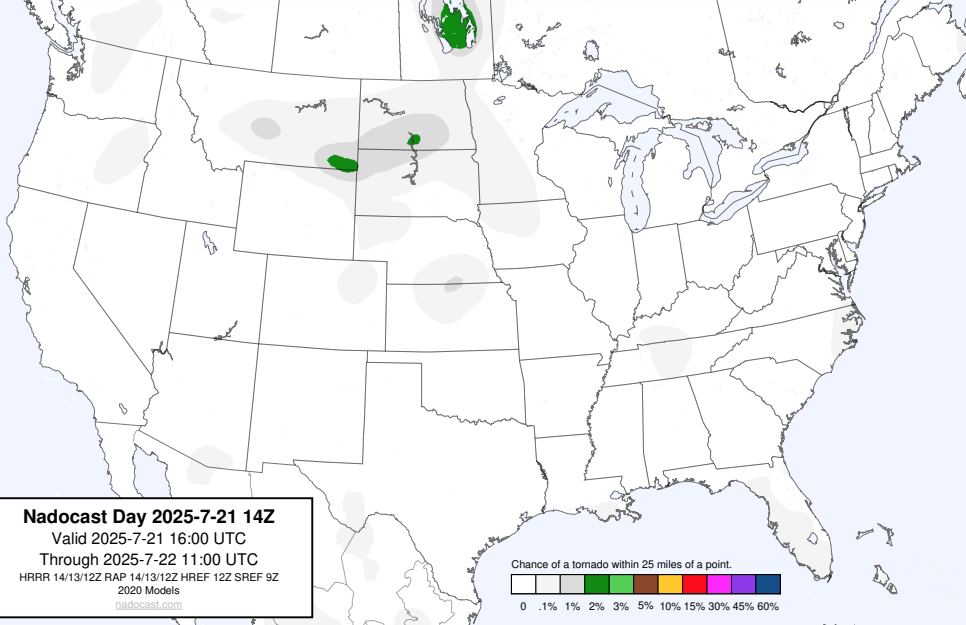 Nadocast Day 2025-7-21 14Z
Valid 2025-7-21 16:00 UTC
Through 2025-7-22 11:00 UTC
HRRR 14/13/12Z RAP 14/13/12Z HREF 12Z SREF 9Z
2020 Models
nadocast.com
Chance of a tornado within 25 miles of a point.
0 .1% 1% 2% 3% 5% 10% 15% 30% 45% 60%